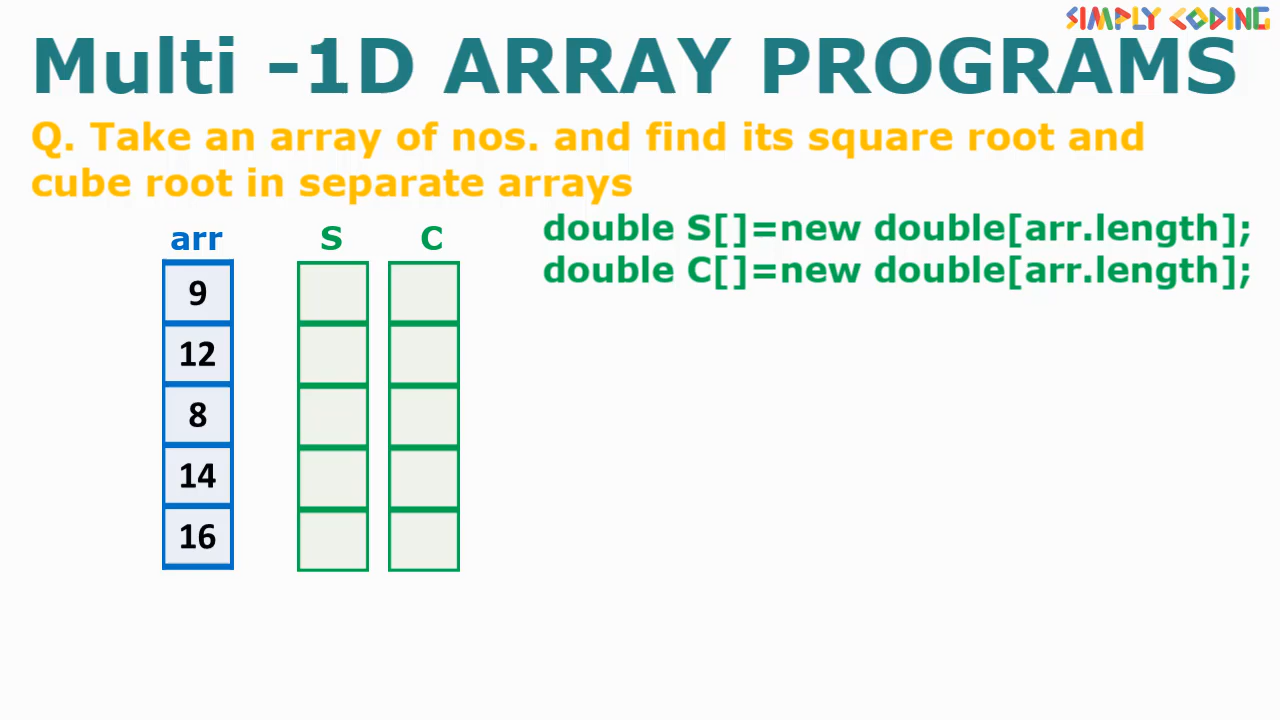 SIMPLY CODING
Multi -1D ARRAY PROGRAMS
Q. Take an array of nos. and find its square root and
cube root in separate arrays
double S[]=new double[arr.length];
double C[]=new double[arr.length];
arr S C
9
12
8
14
16